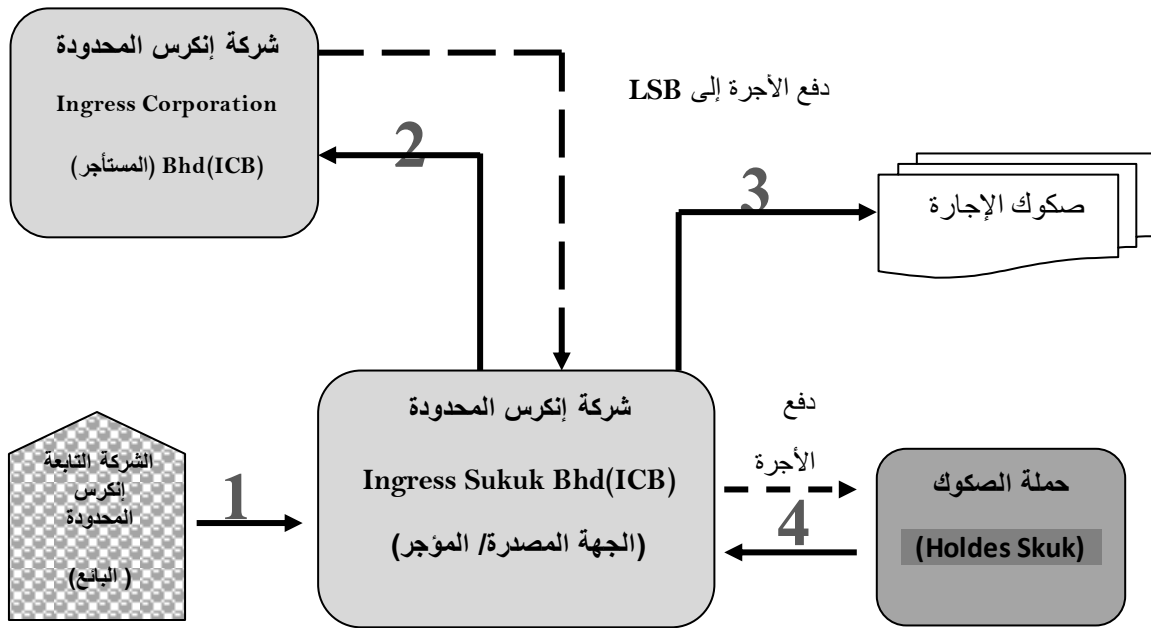 شركة إنكرس المحدودة
Ingress Corporation
Bhd(ICB) (المستأجر)
دفع الأجرة إلى LSB
2
3
صكوك الإجارة
شركة إنكرس المحدودة
Ingress Sukuk Bhd(ICB)
(الجهة المصدرة/ المؤجر)
دفع
الأجرة
4
حملة الصكوك
(Holdes Skuk)
الشركة التابعة
إنكرس
المحدودة
( البائع)
1